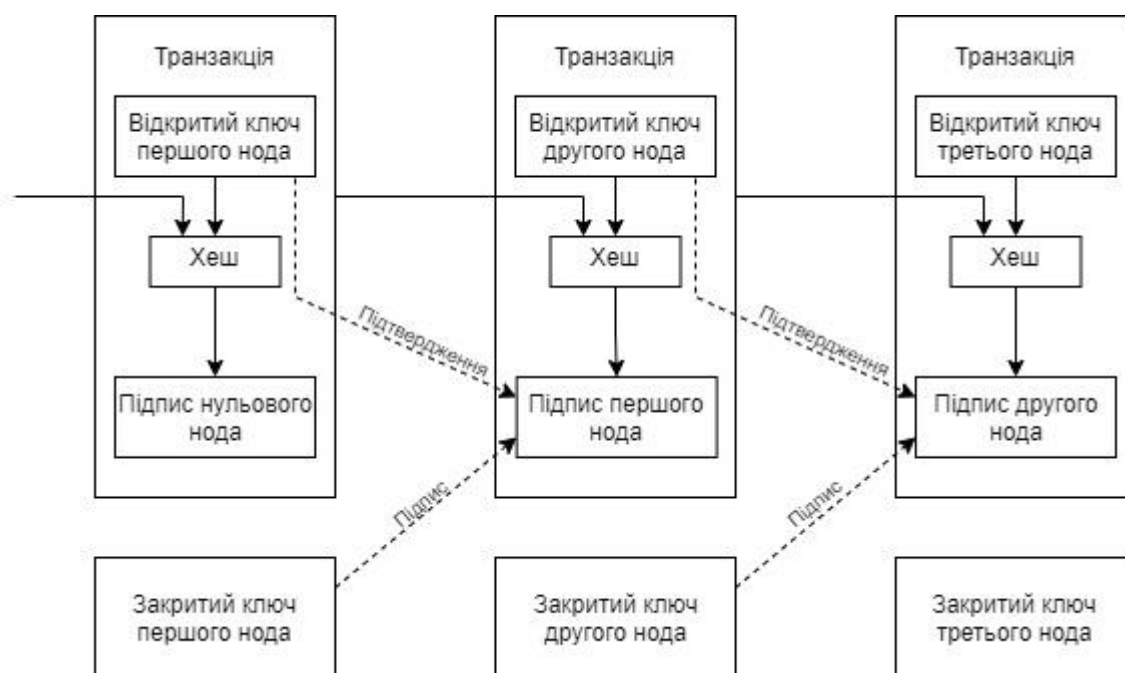 Транзакція
Транзакція
Транзакція
Відкритий ключ
першого нода
Відкритий ключ
другого нода
Відкритий ключ
третього нода
Хеш
Хеш
Хеш
Підтвердження
Підтвердження
Підпис нульового
нода
Підпис першого
нода
Підпис другого
нода
Підпис
Підпис
Закритий ключ
першого нода
Закритий ключ
другого нода
Закритий ключ
третього нода